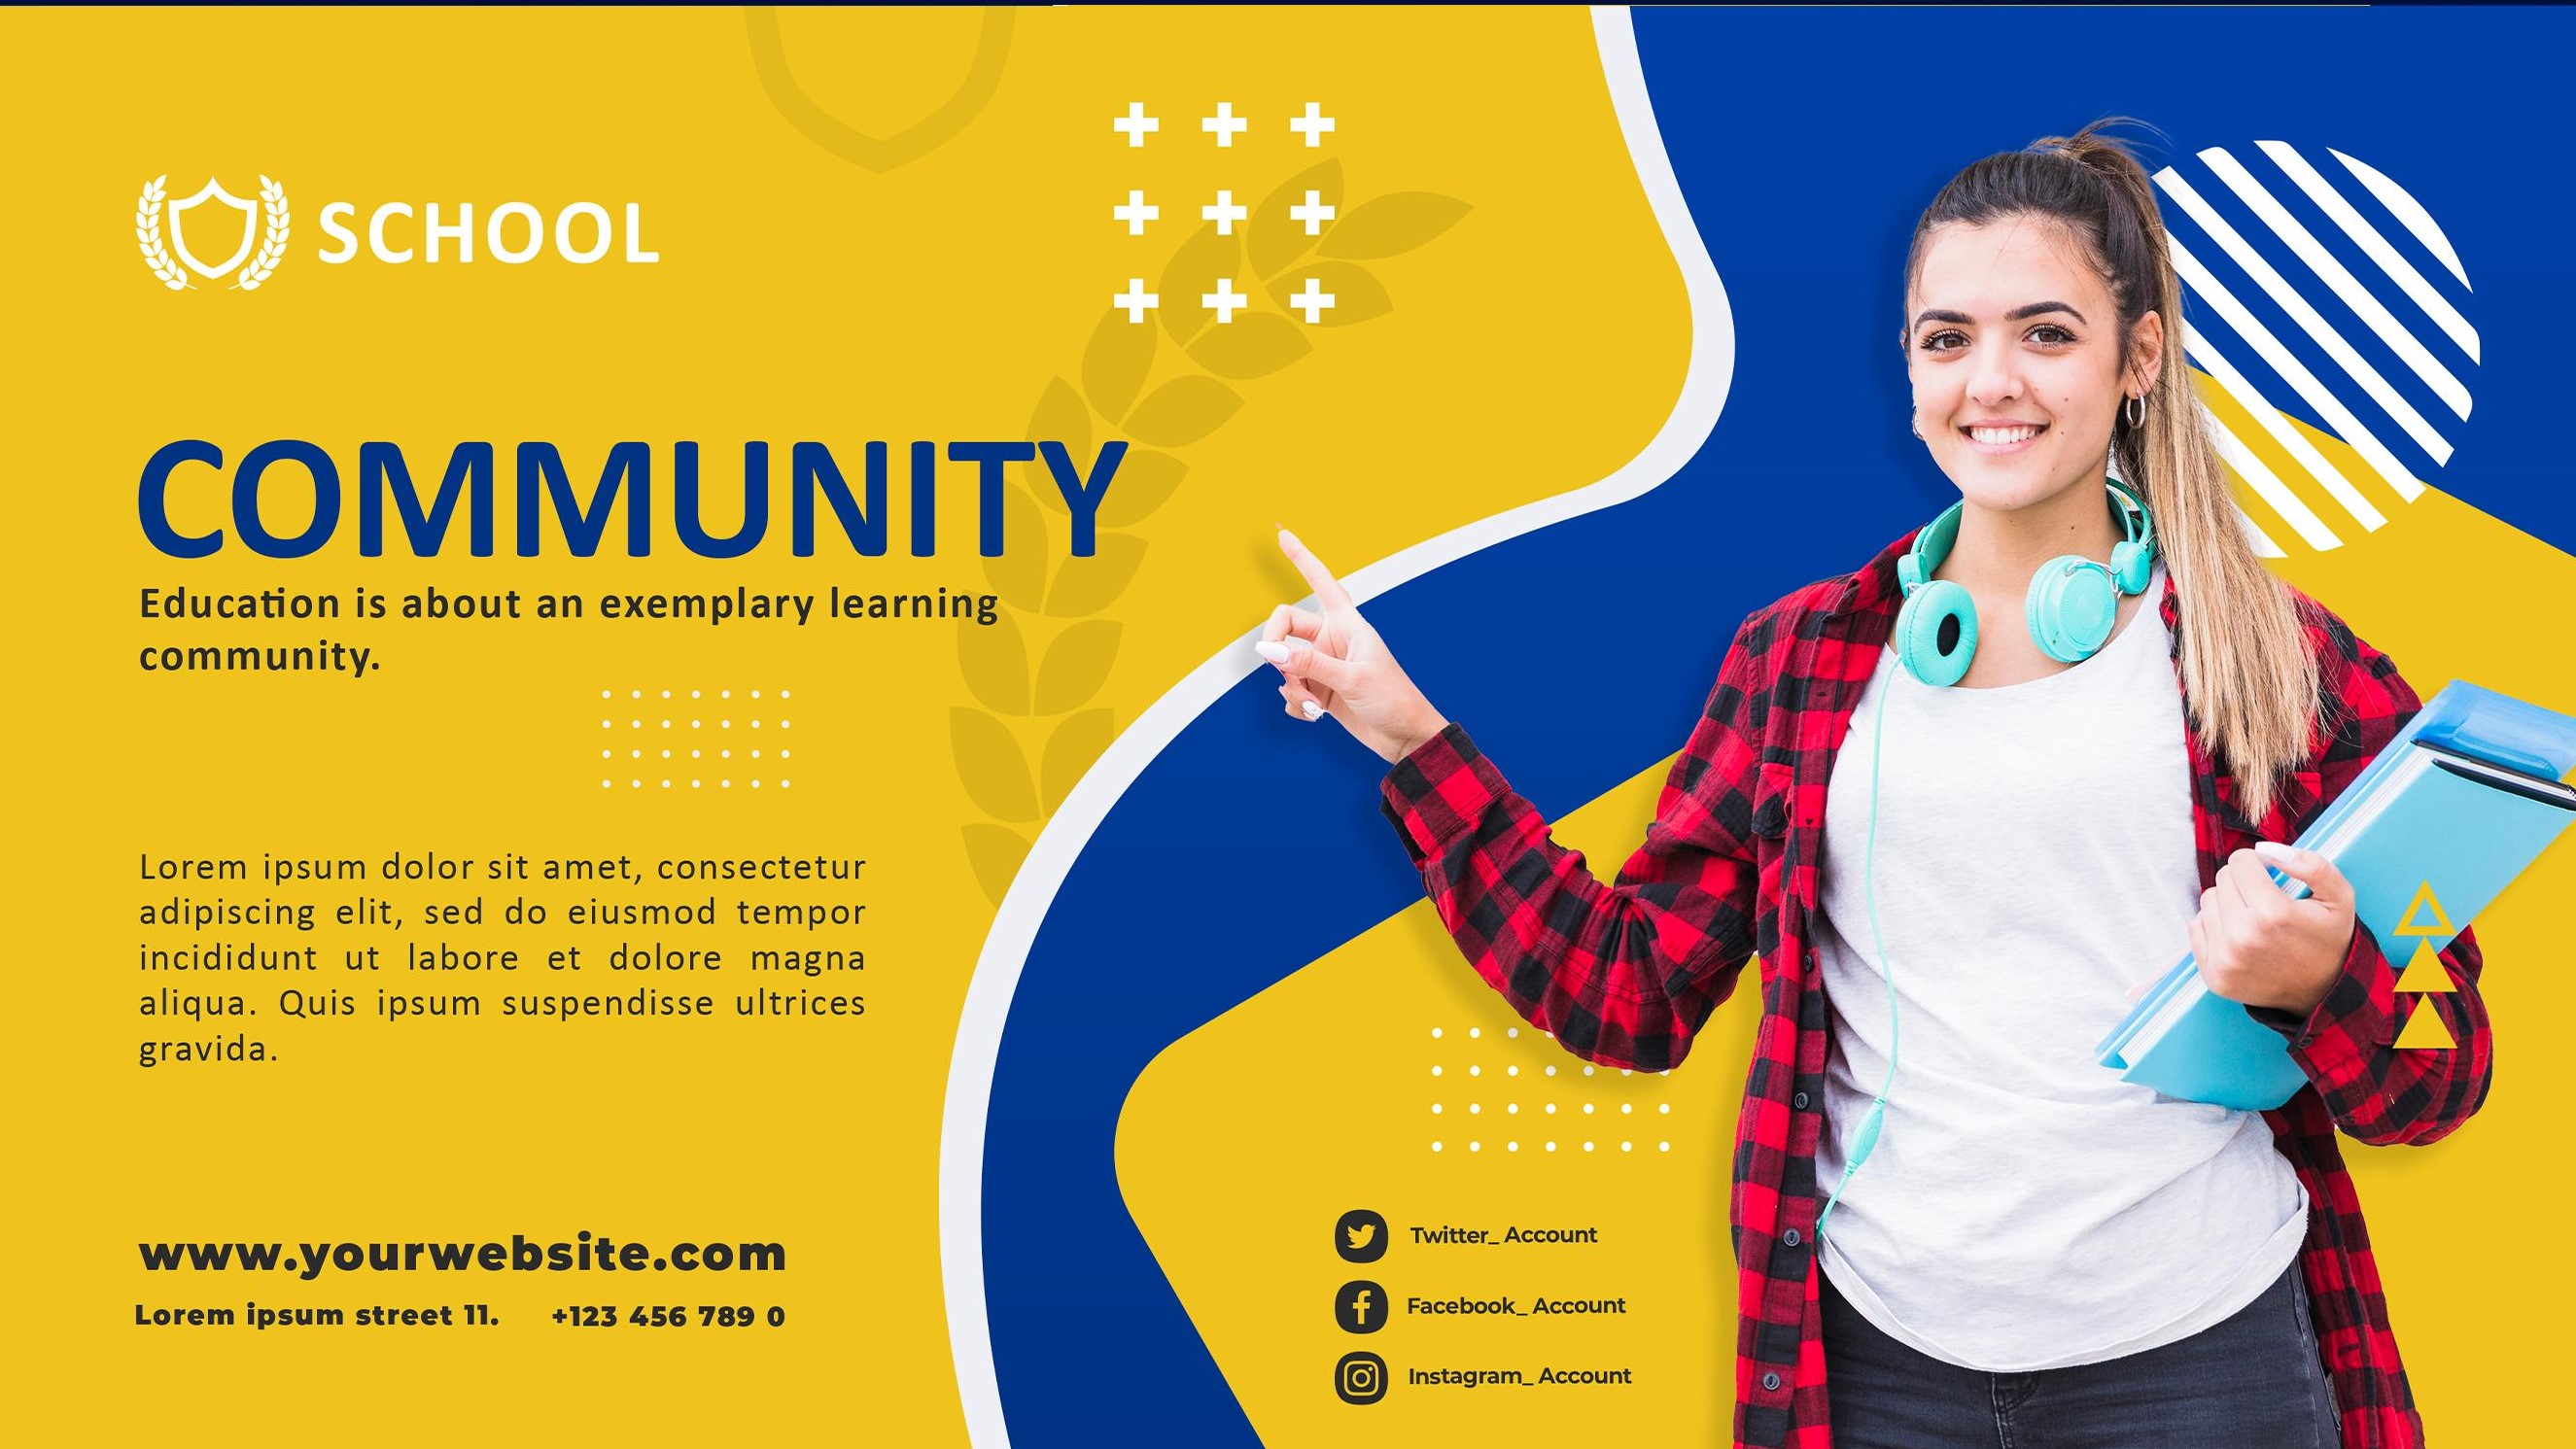 SCHOOL
COMMUNITY
Education is about an exemplary learning
community.
Lorem ipsum dolor sit amet, consectetur
adipiscing elit, sed do eiusmod tempor
incididunt ut labore et dolore magna
aliqua. Quis ipsum suspendisse ultrices
gravida.
www.yourwebsite.com
Lorem ipsum street 11. +123 456 789 0
Twitter_ Account
Facebook_ Account
Instagram_ Account